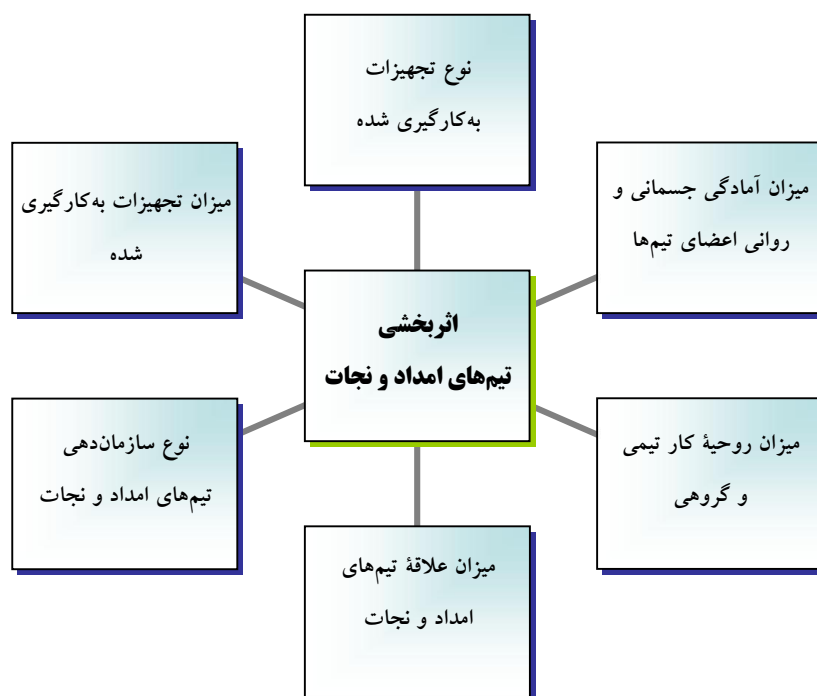 نوع تجهیزات
به‌کارگیری شده
میزان آمادگی جسمانی و
روانی اعضای تیم‌ها
میزان تجهیزات به‌کارگیری
شده
اثربخشی
تیم‌های امداد و نجات
میزان روحیۀ کار تیمی
و گروهی
نوع سازمان‌دهی
تیم‌های امداد و نجات
میزان علاقۀ تیم‌های
امداد و نجات